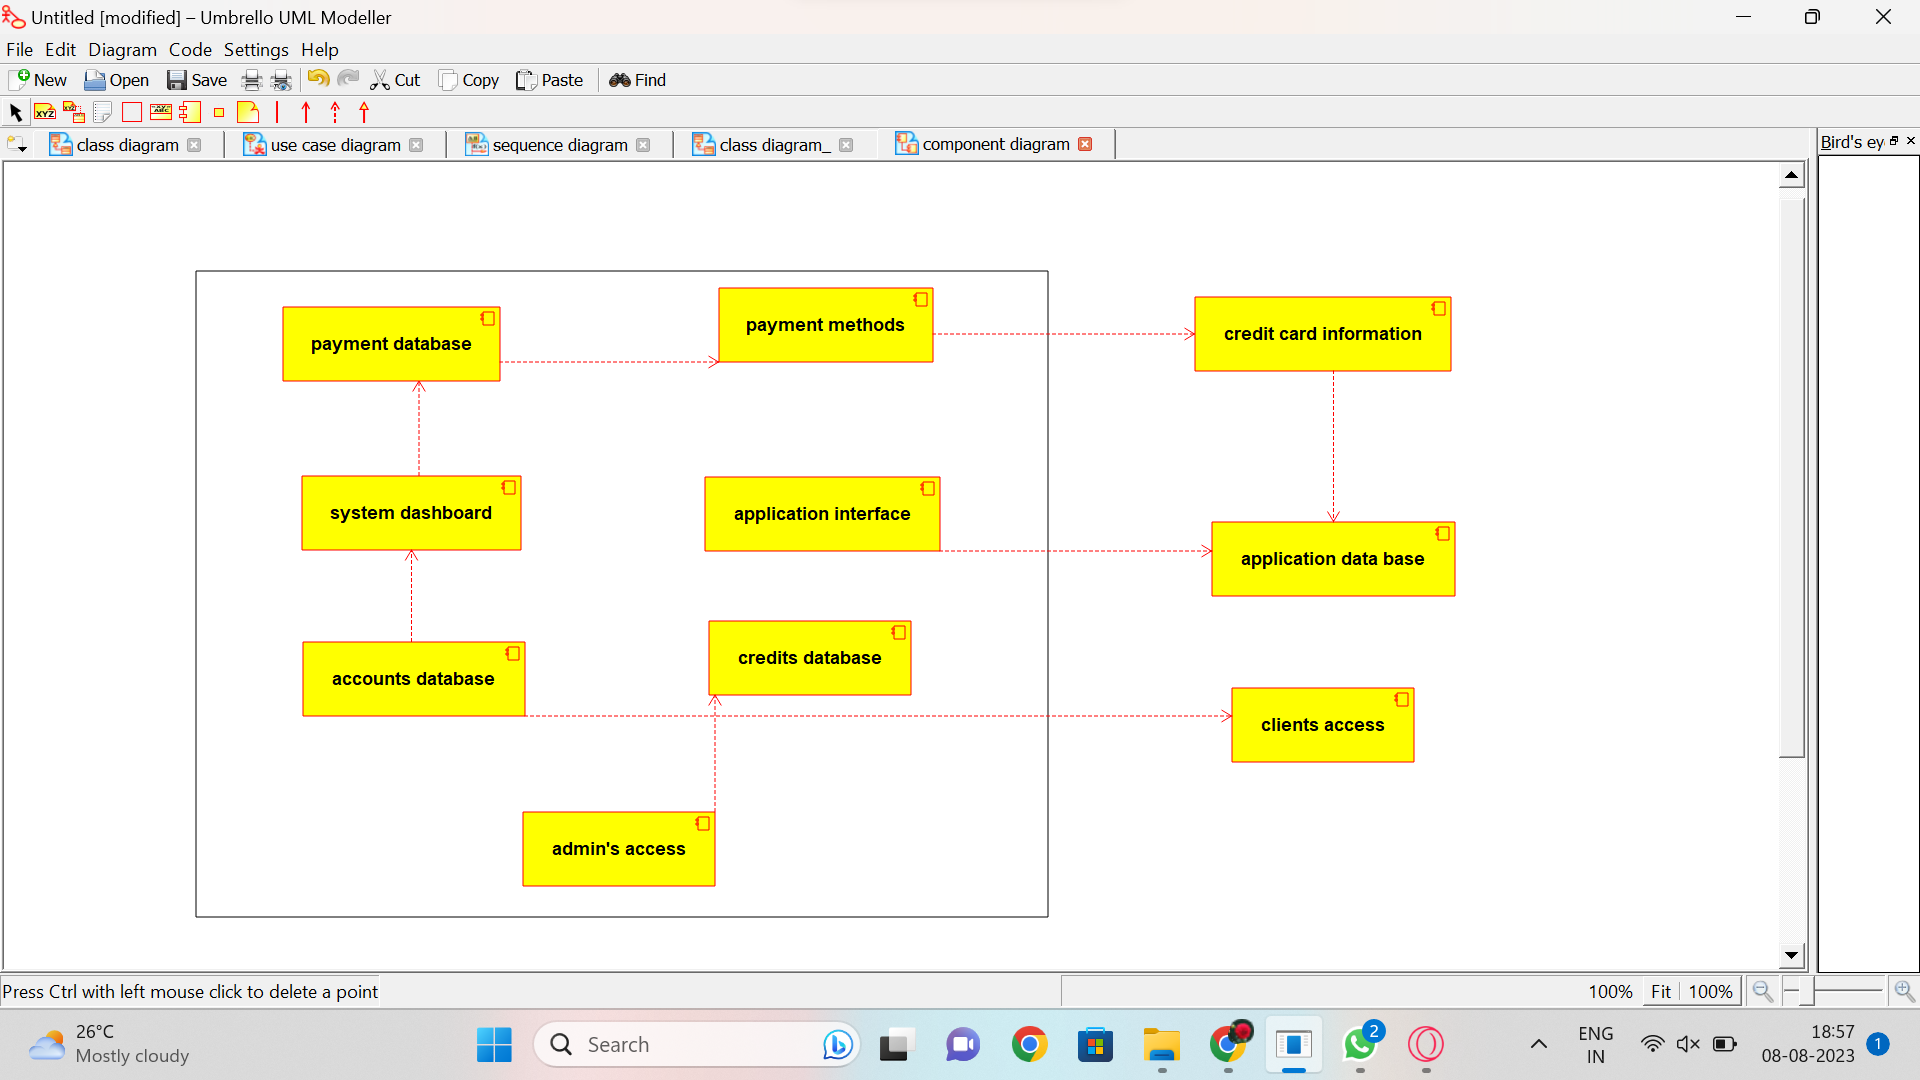 Untitled [modified] – Umbrello UML Modeller
File Edit Diagram Code Settings Help
New Open Save Cut Copy Paste Find
XYZ
class diagram use case diagram sequence diagram class diagram_ component diagram
Bird's ey
payment database
payment methods
credit card information
system dashboard
application interface
application data base
accounts database
credits database
clients access
admin's access
Press Ctrl with left mouse click to delete a point
100% Fit 100%
26°C
Mostly cloudy
Search
2
ENG
IN
18:57
08-08-2023
1